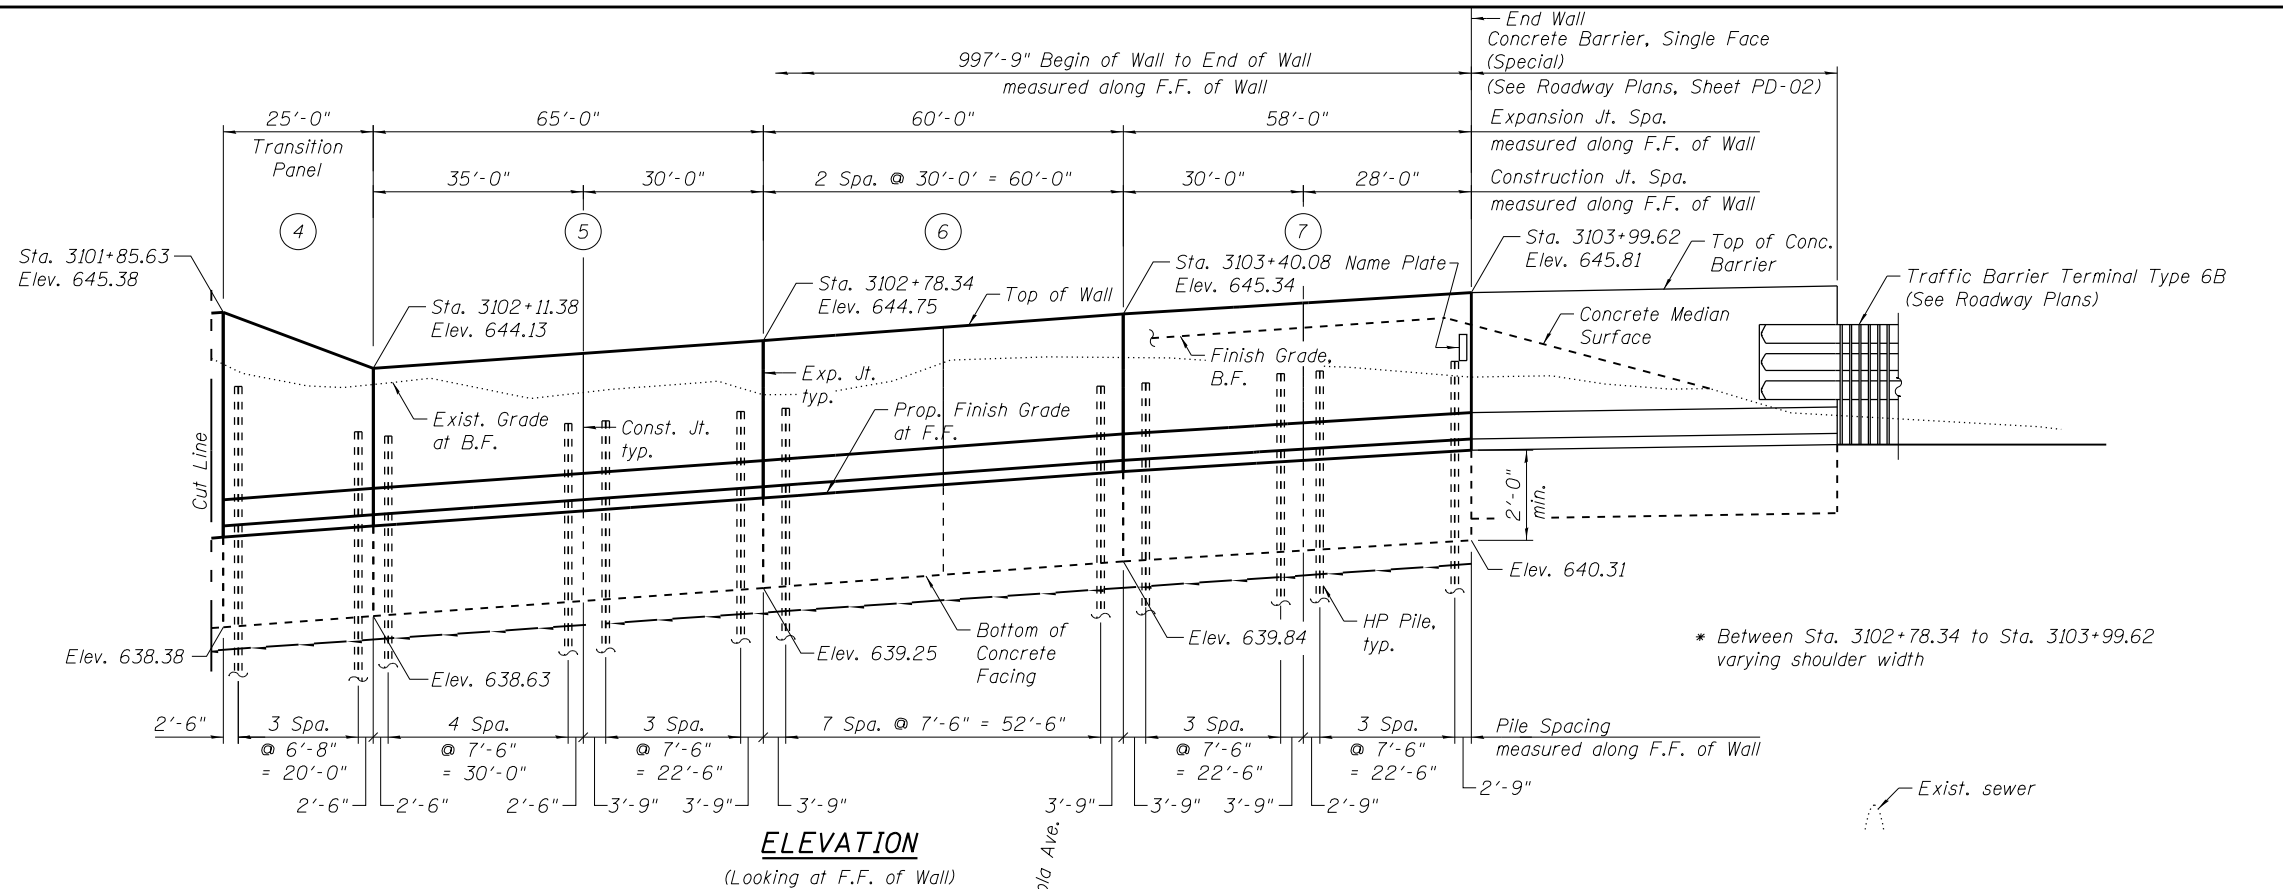 End Wall
Concrete Barrier, Single Face
(Special)
(See Roadway Plans, Sheet PD-02)
997'-9" Begin of Wall to End of Wall
measured along F.F. of Wall
25'-0"
65'-0"
60'-0"
58'-0"
Expansion Jt. Spa.
measured along F.F. of Wall
Transition
Panel
35'-0"
30'-0"
2 Spa. @ 30'-0' = 60'-0"
30'-0"
28'-0"
Construction Jt. Spa.
measured along F.F. of Wall
4
5
6
7
Sta. 3101+85.63
Elev. 645.38
Sta. 3102+11.38
Elev. 644.13
Sta. 3102+78.34
Elev. 644.75
Top of Wall
Sta. 3103+40.08
Elev. 645.34
Name Plate
Sta. 3103+99.62
Elev. 645.81
Top of Conc.
Barrier
Traffic Barrier Terminal Type 6B
(See Roadway Plans)
Concrete Median
Surface
Finish Grade,
B.F.
Exp. Jt.
typ.
Exist. Grade
at B.F.
Const. Jt.
typ.
Prop. Finish Grade
at F.F.
Cut Line
2'-0"
min.
Elev. 640.31
HP Pile,
typ.
Elev. 638.38
Elev. 638.63
Elev. 639.25
Bottom of
Concrete
Facing
Elev. 639.84
* Between Sta. 3102+78.34 to Sta. 3103+99.62
varying shoulder width
2'-6"
3 Spa.
@ 6'-8"
= 20'-0"
4 Spa.
@ 7'-6"
= 30'-0"
3 Spa.
@ 7'-6"
= 22'-6"
7 Spa. @ 7'-6" = 52'-6"
3 Spa.
@ 7'-6"
= 22'-6"
3 Spa.
@ 7'-6"
= 22'-6"
Pile Spacing
measured along F.F. of Wall
2'-6"
2'-6"
2'-6"
3'-9"
3'-9"
3'-9"
3'-9"
3'-9"
3'-9"
2'-9"
2'-9"
Exist. sewer
ELEVATION
(Looking at F.F. of Wall)
Ave.